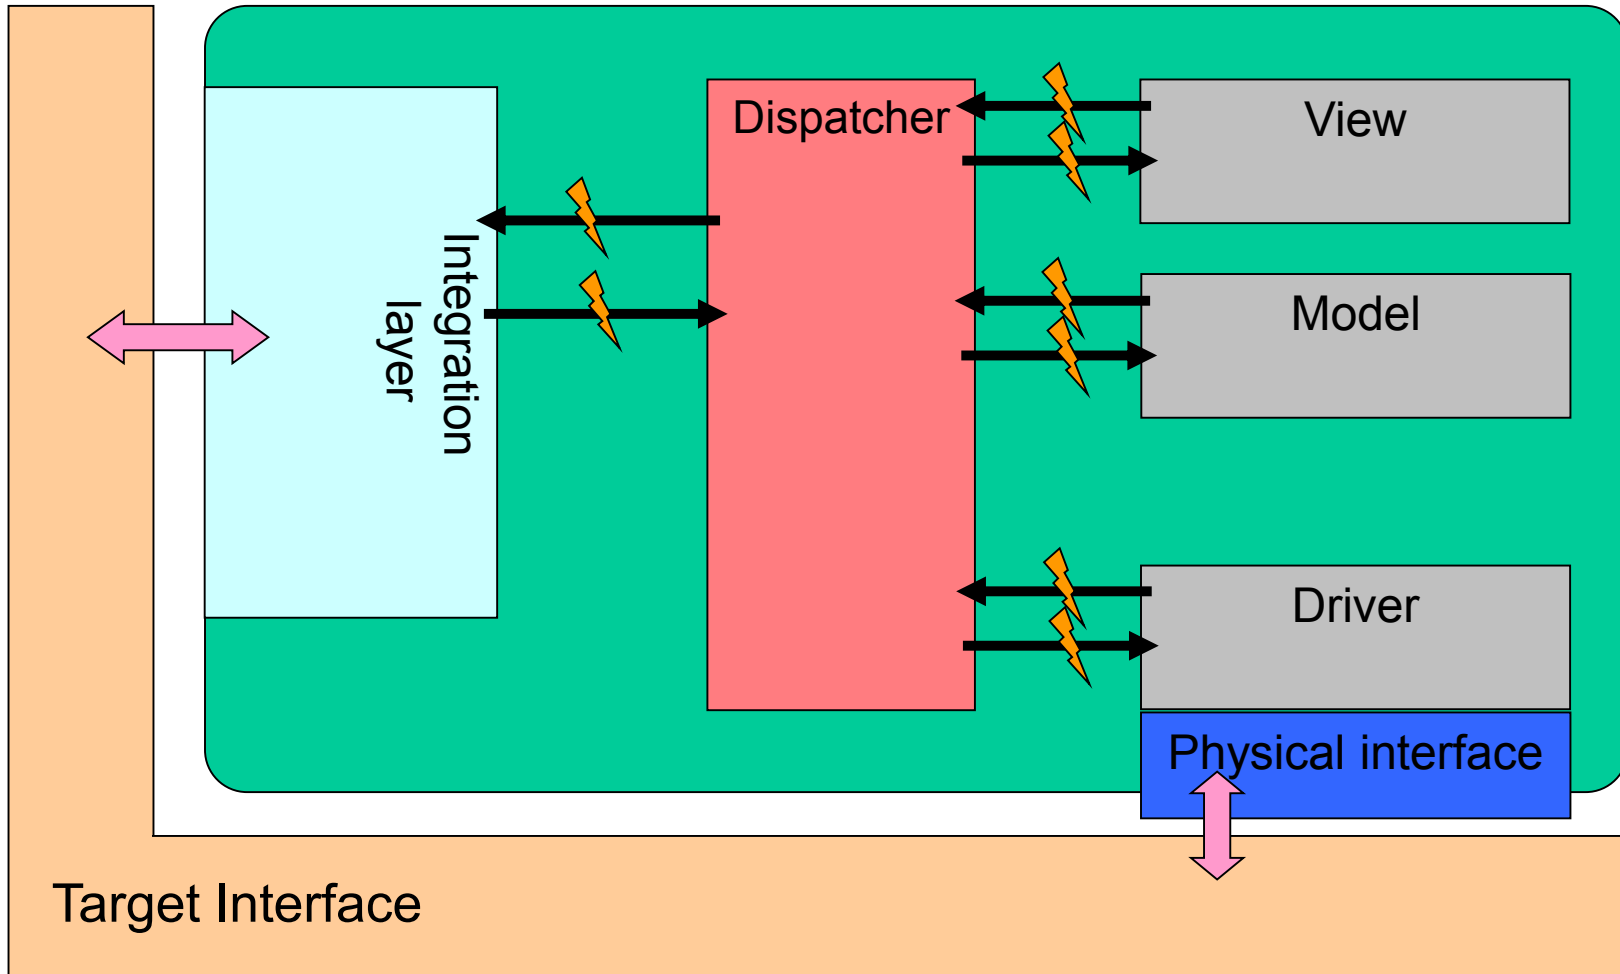 Dispatcher
View
Integration
layer
Model
Driver
Physical interface
Target Interface